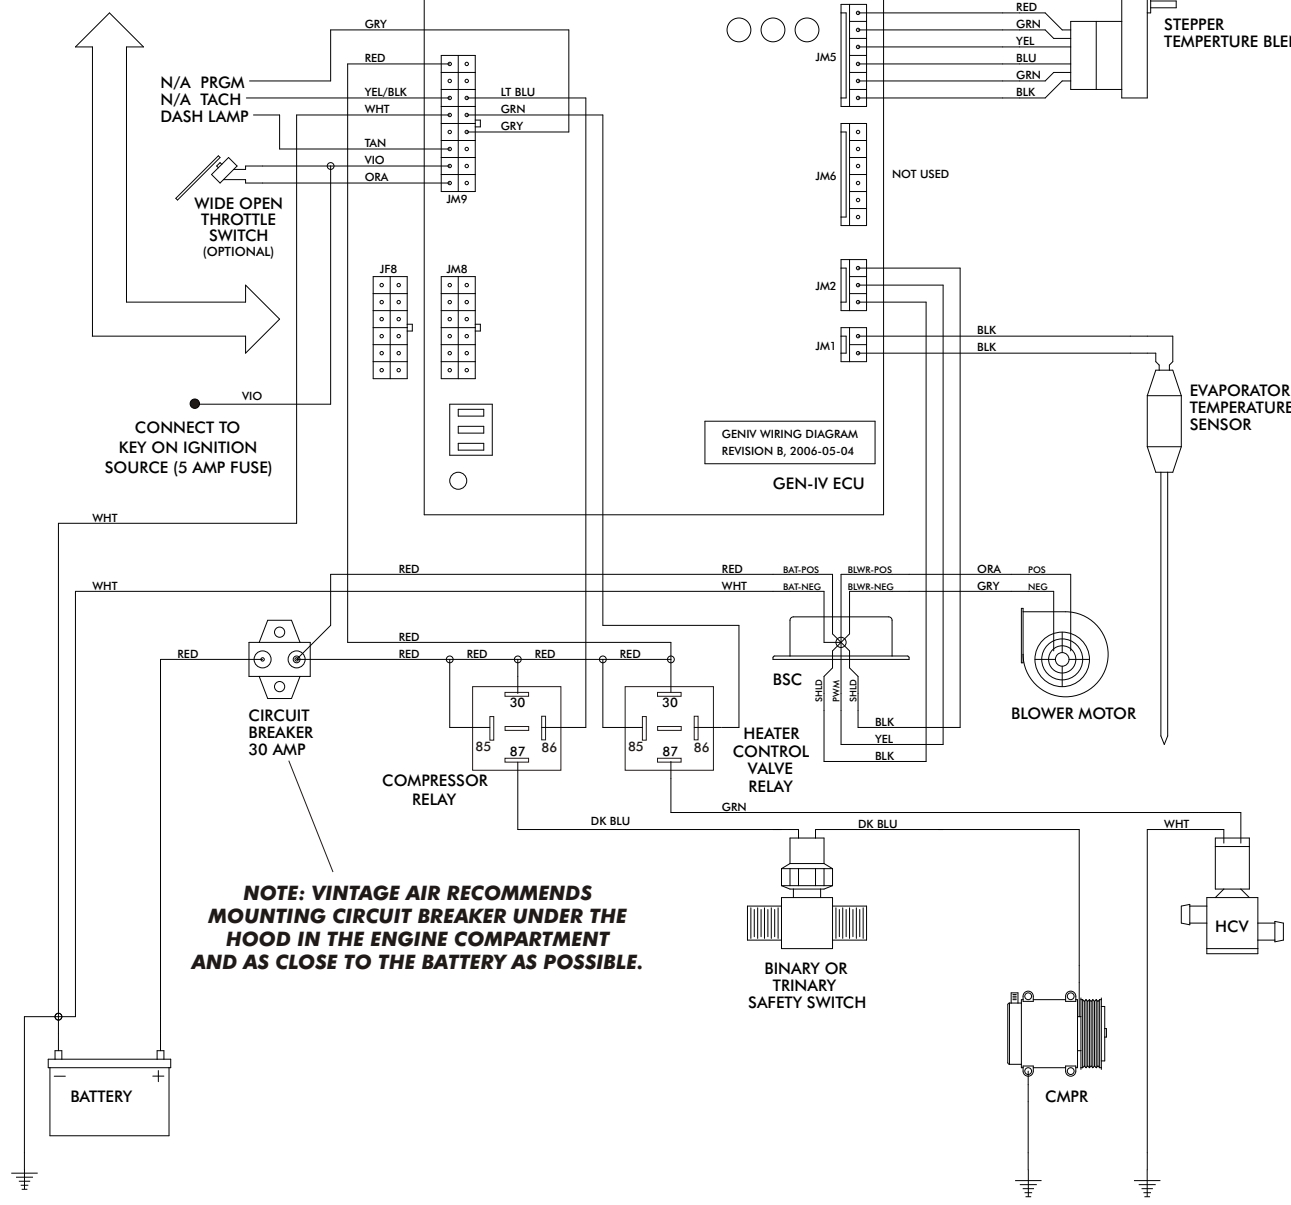 GRY
RED
N/A PRGM
N/A TACH
DASH LAMP
YEL/BLK
WHT
TAN
VIO
ORA
LT BLU
GRN
GRY
JM9
WIDE OPEN
THROTTLE
SWITCH
(OPTIONAL)
JM5
RED
GRN
YEL
BLU
GRN
BLK
STEPPER
TEMPERTURE BLE
JM6
NOT USED
JF8
JM8
JM2
JM1
BLK
BLK
EVAPORATOR
TEMPERATURE
SENSOR
VIO
CONNECT TO
KEY ON IGNITION
SOURCE (5 AMP FUSE)
GENIV WIRING DIAGRAM
REVISION B, 2006-05-04
GEN-IV ECU
WHT
RED
RED
BAT-POS
BLWR-POS
ORA
POS
WHT
WHT
BAT-NEG
BLWR-NEG
GRY
NEG
RED
RED
RED
RED
RED
RED
CIRCUIT
BREAKER
30 AMP
30
85
86
87
COMPRESSOR
RELAY
30
85
86
87
HEATER
CONTROL
VALVE
RELAY
BSC
SHLD
PWM
SHLD
BLK
YEL
BLK
BLOWER MOTOR
DK BLU
GRN
DK BLU
WHT
NOTE: VINTAGE AIR RECOMMENDS
MOUNTING CIRCUIT BREAKER UNDER THE
HOOD IN THE ENGINE COMPARTMENT
AND AS CLOSE TO THE BATTERY AS POSSIBLE.
BINARY OR
TRINARY
SAFETY SWITCH
HCV
CMPR
– +
BATTERY